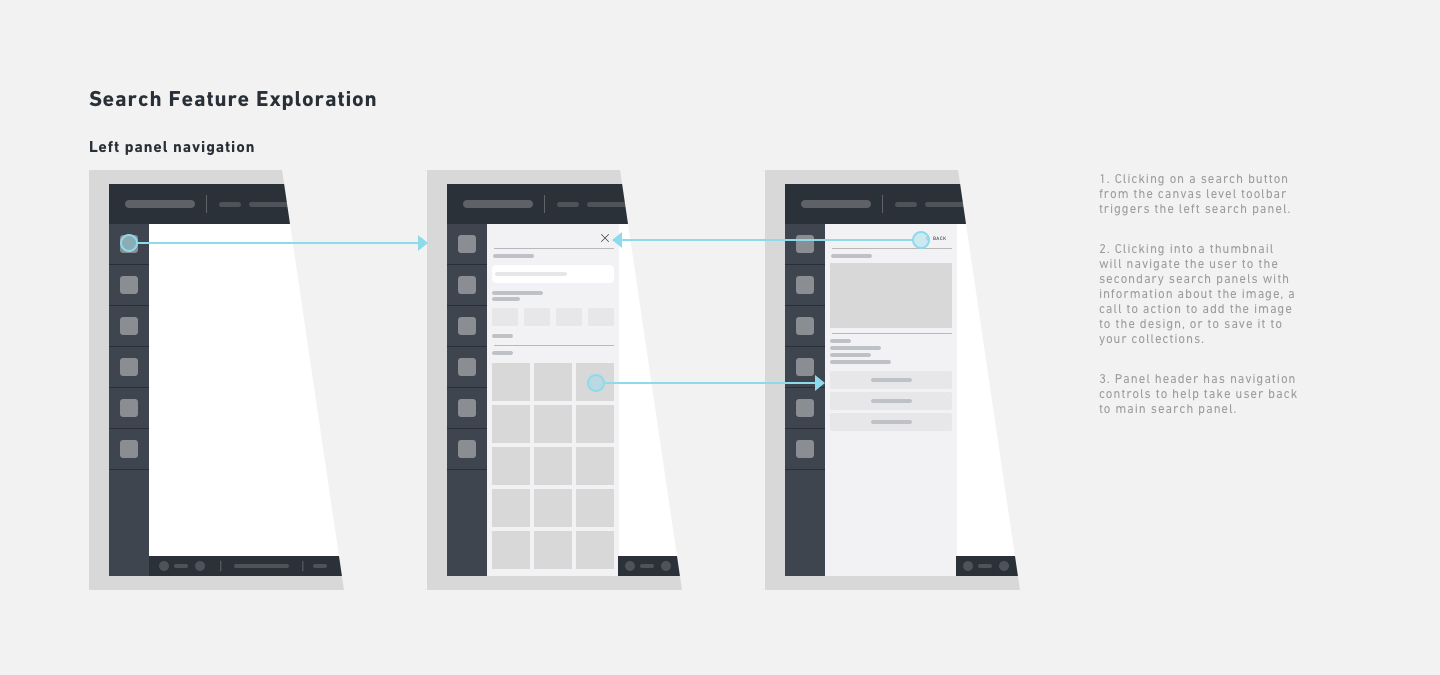 Search Feature Exploration
Left panel navigation
BACK
1. Clicking on a search button
from the canvas level toolbar
triggers the left search panel.
2. Clicking into a thumbnail
will navigate the user to the
secondary search panels with
information about the image, a
call to action to add the image
to the design, or to save it to
your collections.
3. Panel header has navigation
controls to help take user back
to main search panel.